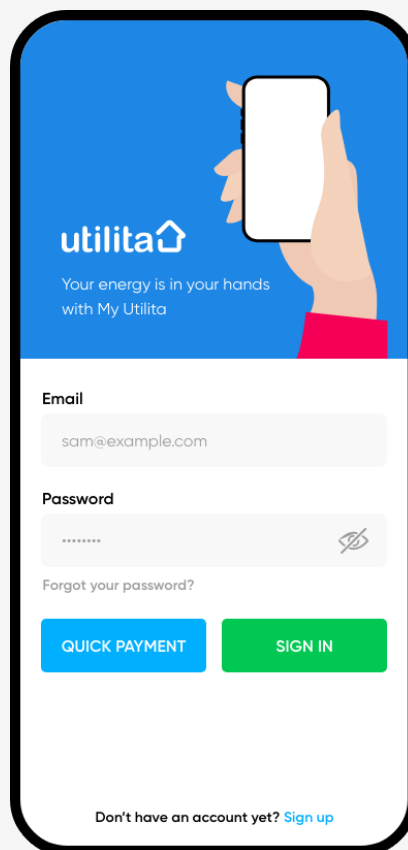 utilita
Your energy is in your hands
with My Utilita
Email
sam@example.com
Password
••••••••
Forgot your password?
QUICK PAYMENT
SIGN IN
Don't have an account yet? Sign up